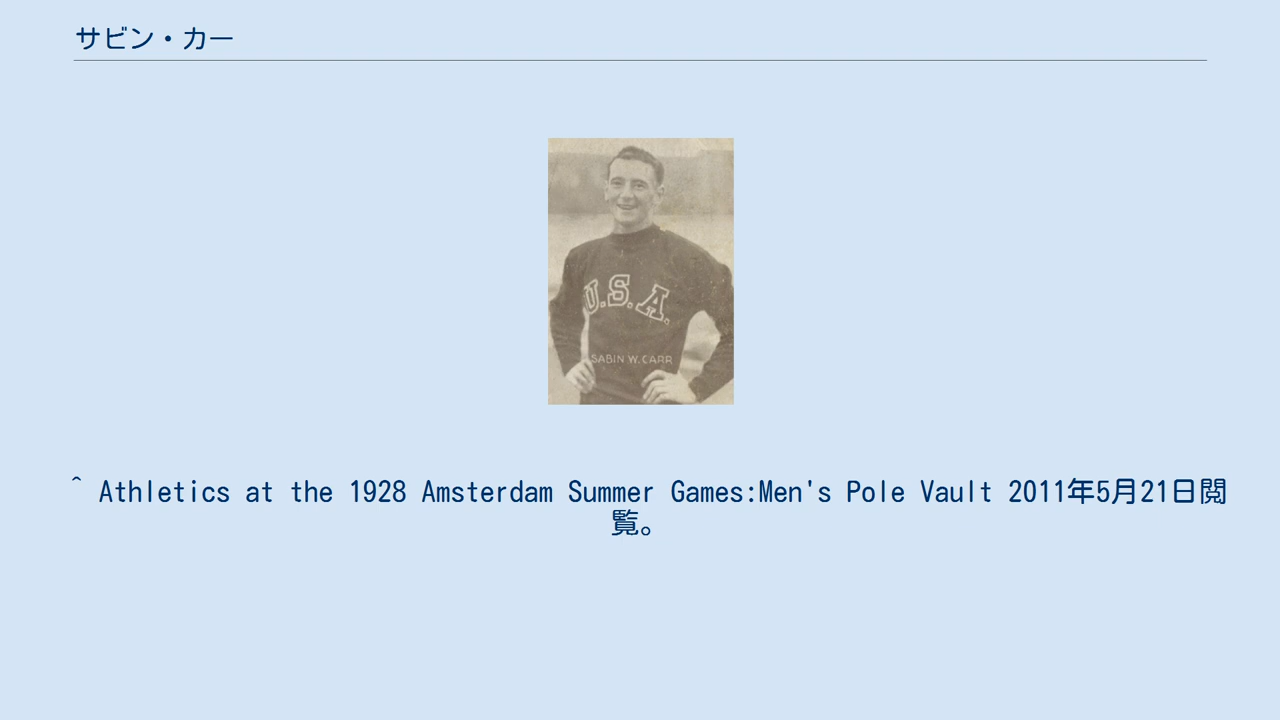 サビン・カー
U.S.A.
SABIN W. CARR
^ Athletics at the 1928 Amsterdam Summer Games:Men's Pole Vault 2011年5月21日閲
覧。